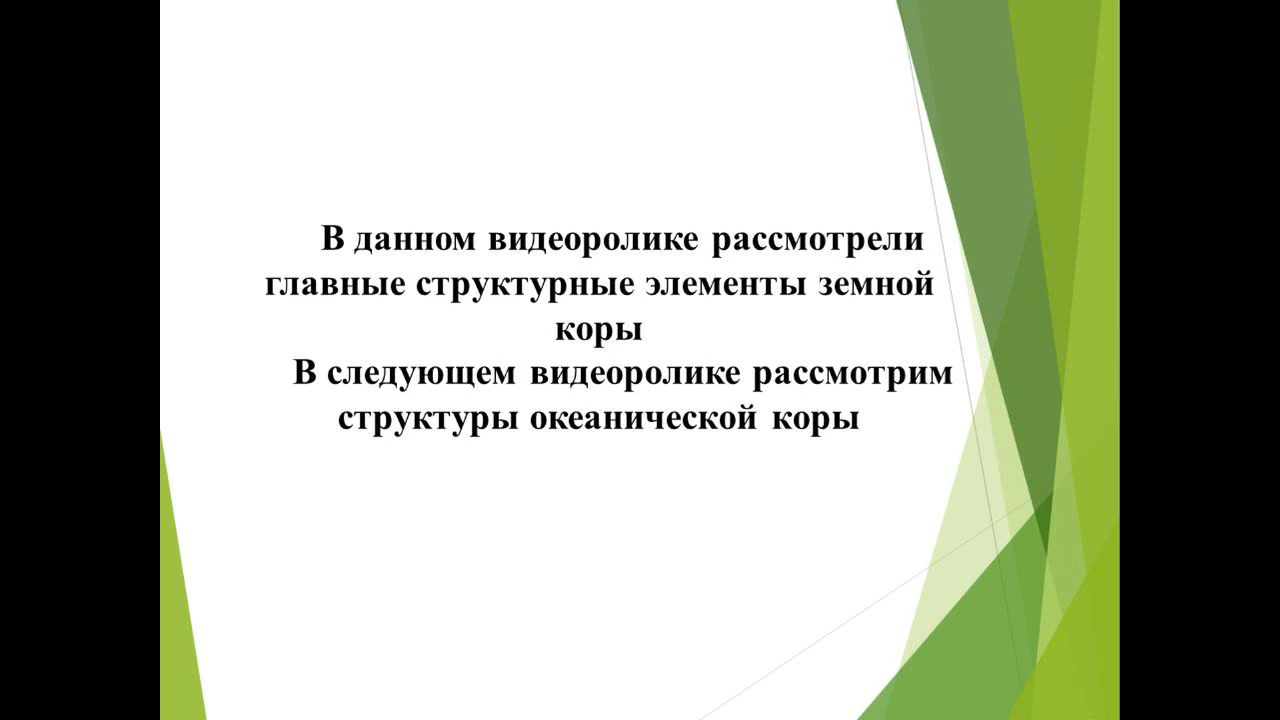 В данном видеоролике рассмотрели
главные структурные элементы земной
коры
В следующем видеоролике рассмотрим
структуры океанической коры